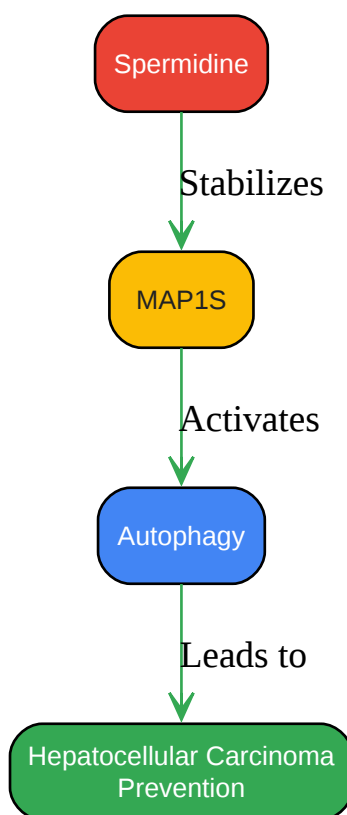 Spermidine
Stabilizes
MAP1S
Activates
Autophagy
Leads to
Hepatocellular Carcinoma
Prevention